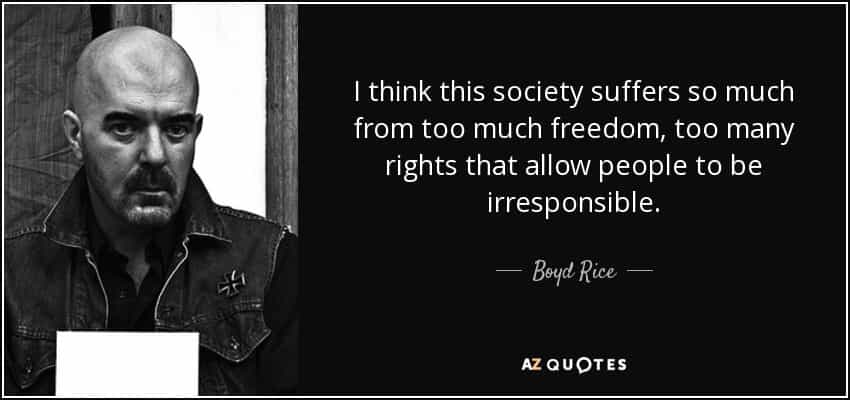 I think this society suffers so much
from too much freedom, too many
rights that allow people to be
irresponsible.
Boyd Rice
AZ QUOTES